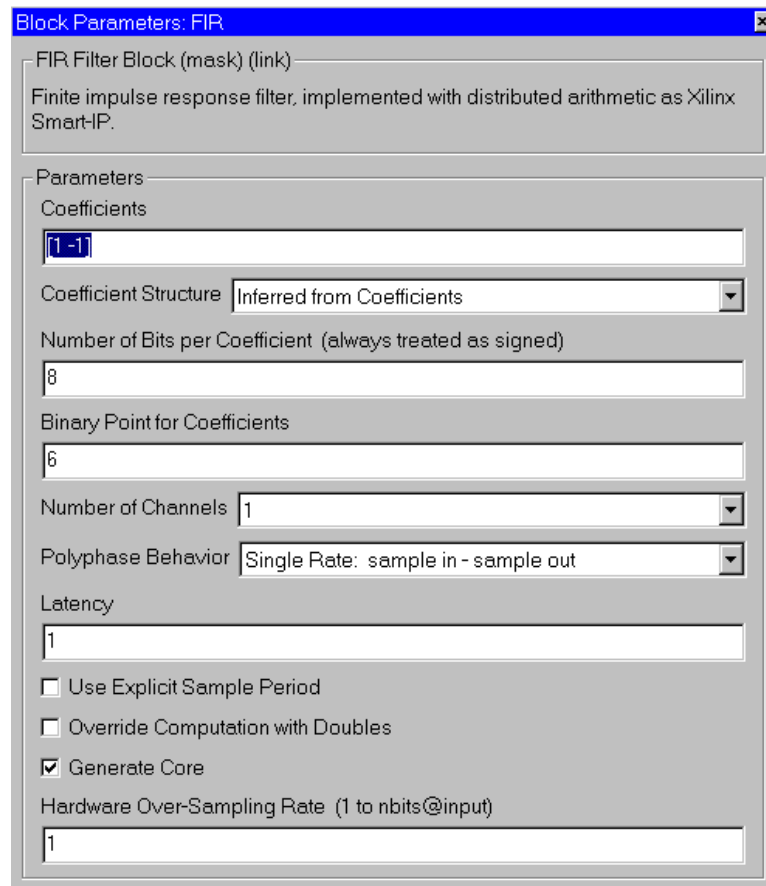 Block Parameters: FIR
FIR Filter Block (mask) (link)
Finite impulse response filter, implemented with distributed arithmetic as Xilinx
Smart-IP.
Parameters
Coefficients
[1 -1]
Coefficient Structure Inferred from Coefficients
Number of Bits per Coefficient (always treated as signed)
8
Binary Point for Coefficients
6
Number of Channels 1
Polyphase Behavior Single Rate: sample in - sample out
Latency
1
Use Explicit Sample Period
Override Computation with Doubles
Generate Core
Hardware Over-Sampling Rate (1 to nbits@input)
1